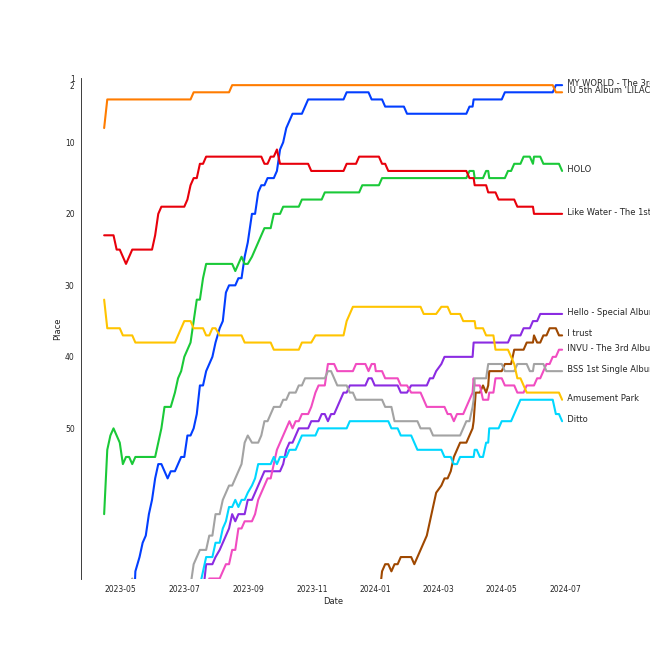 1
2
10
20
30
40
50
Place
MY WORLD - The 3r
IU 5th Album 'LILAC
HOLO
Like Water - The 1st
Hello - Special Albu
I trust
INVU - The 3rd Albu
BSS 1st Single Albu
Amusement Park
Ditto
2023-05 2023-07 2023-09 2023-11 2024-01 2024-03 2024-05 2024-07
Date